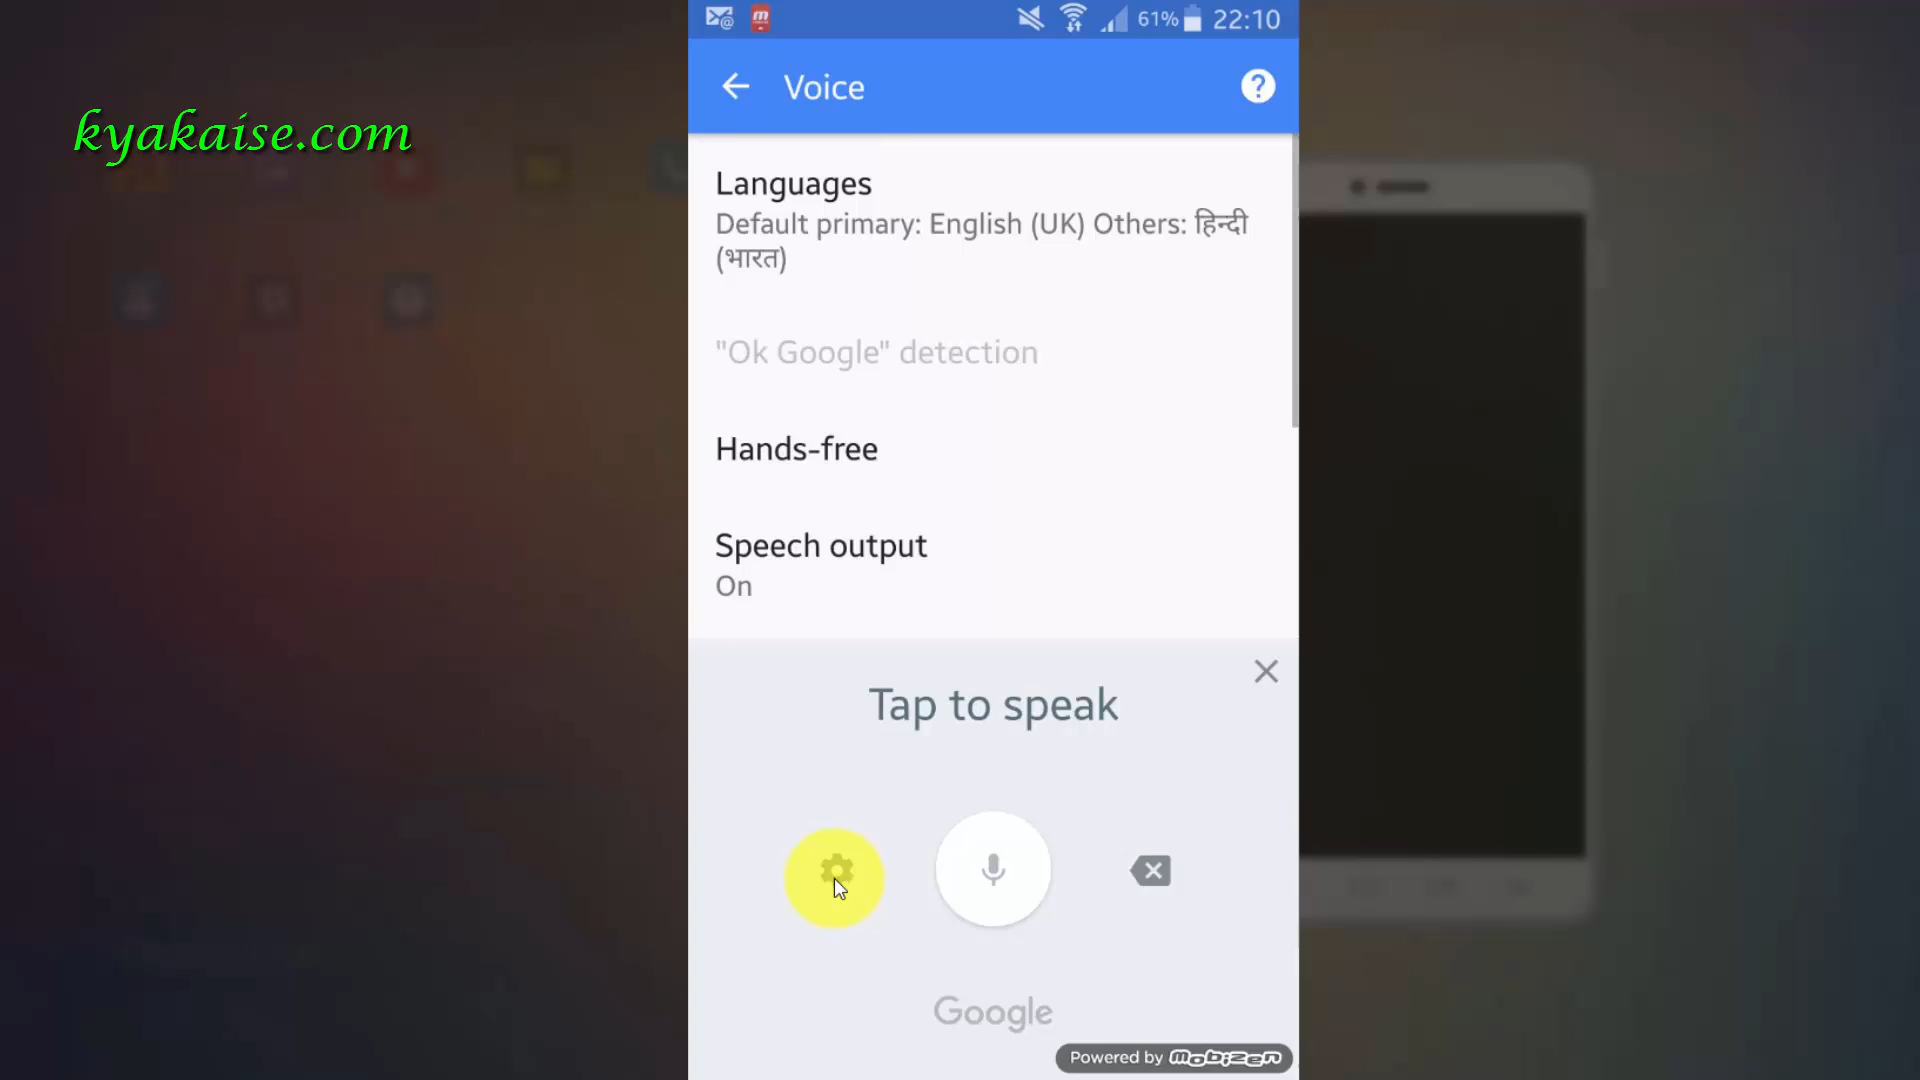 61% 22:10
kyakaise.com
Voice
Languages
Default primary: English (UK) Others: हिन्दी
(भारत)
"Ok Google" detection
Hands-free
Speech output
On
Tap to speak
Google
Powered by mobizen